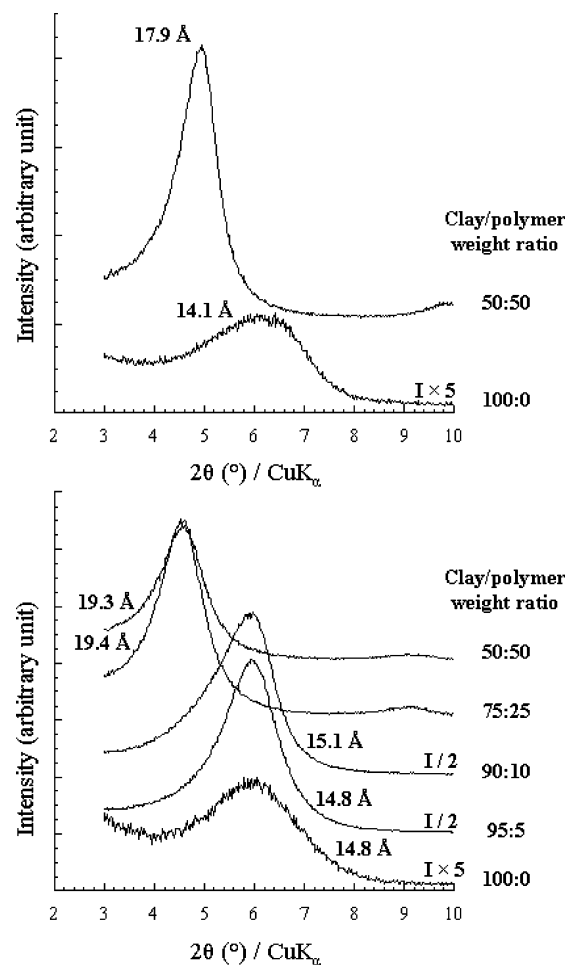 17.9 Å
Intensity (arbitrary unit)
Clay/polymer
weight ratio
50:50
14.1 Å
I × 5
100:0
2 3 4 5 6 7 8 9 10
2θ (°) / CuKα
Intensity (arbitrary unit)
Clay/polymer
weight ratio
19.3 Å
19.4 Å
50:50
75:25
15.1 Å
I / 2
90:10
14.8 Å
I / 2
95:5
14.8 Å
I × 5
100:0
2 3 4 5 6 7 8 9 10
2θ (°) / CuKα